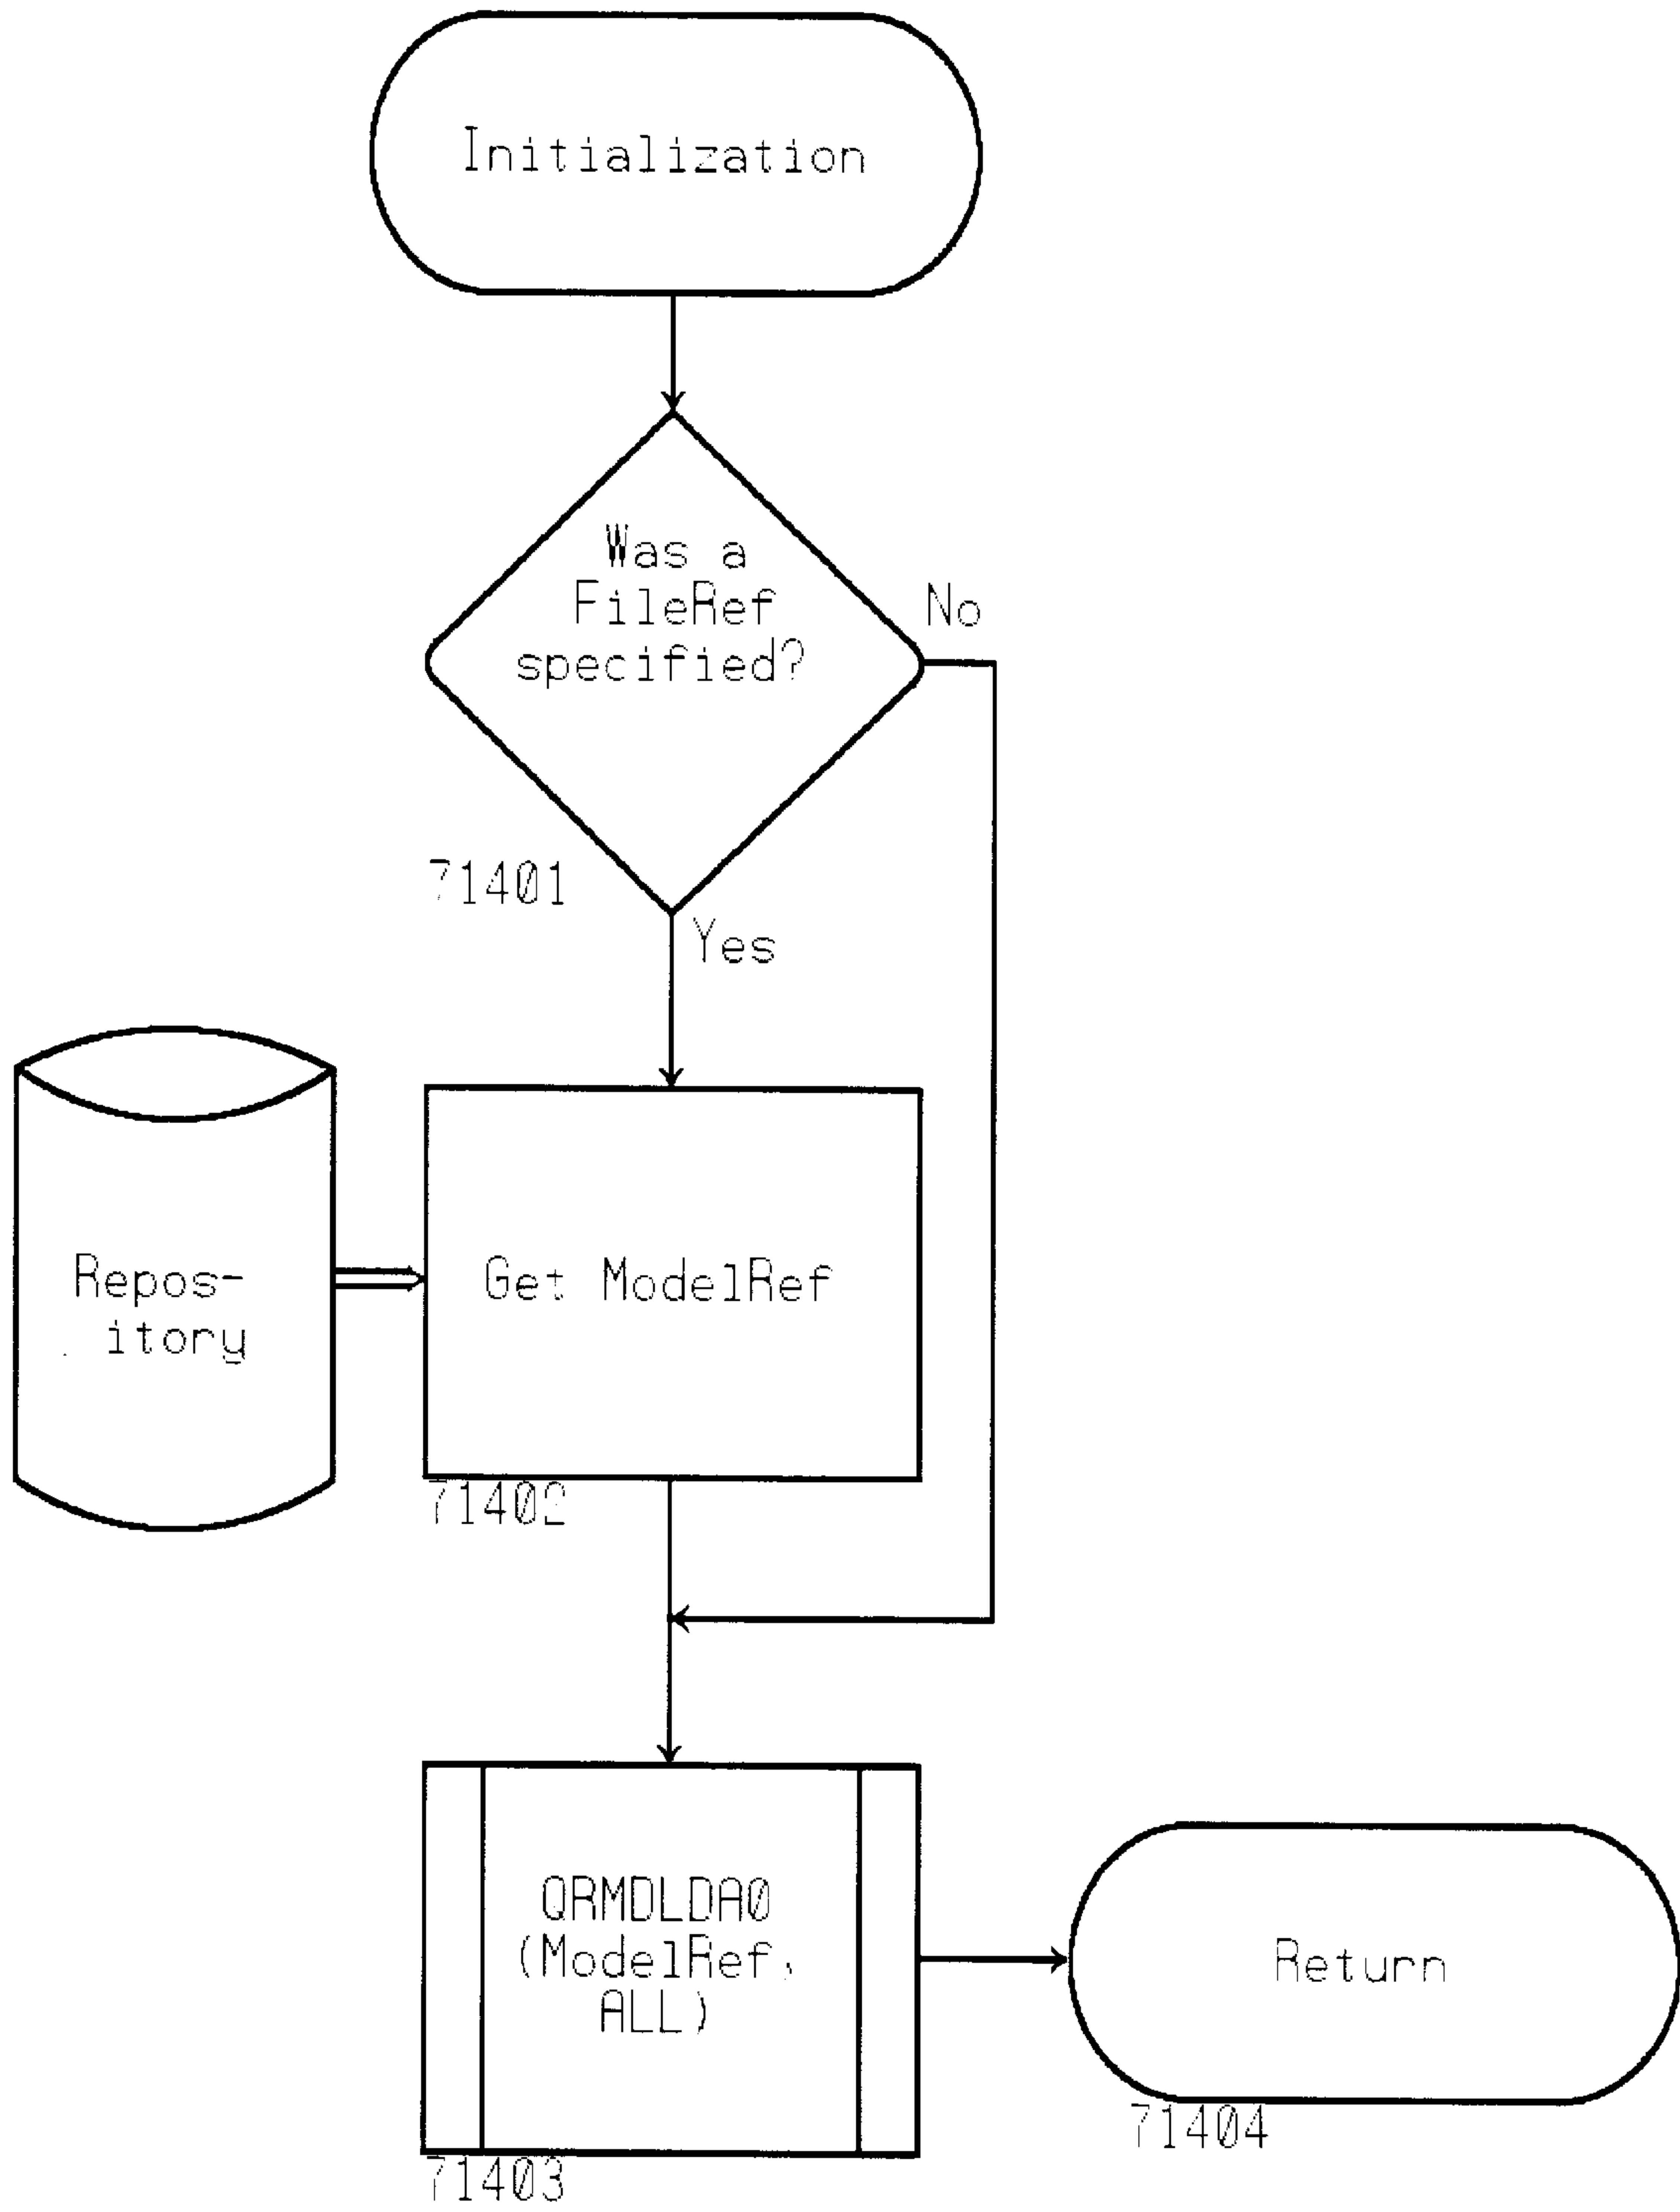 Initialization
Was a
FileRef
specified?
No
71401
Yes
Repos-
itory
Get ModelRef
71402
QRMDLDA0
(ModelRef,
ALL)
Return
71404
71403